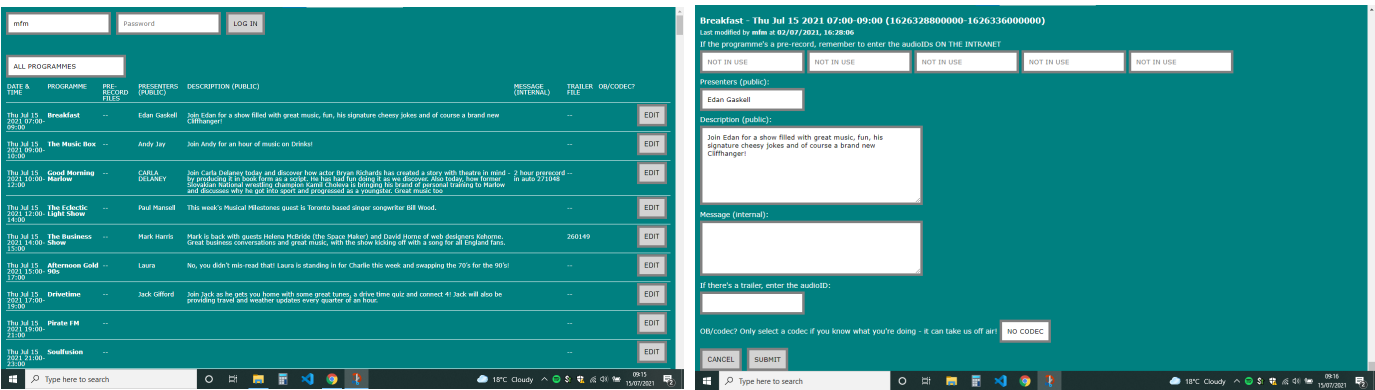 mfm
Password
LOG IN
ALL PROGRAMMES
DATE & TIME
PROGRAMME
PRE-RECORD FILES
PRESENTERS (PUBLIC)
DESCRIPTION (PUBLIC)
MESSAGE (INTERNAL)
TRAILER FILE
OB/CODEC?
Thu Jul 15 2021 07:00-09:00
Breakfast
--
Edan Gaskell
Join Edan for a show filled with great music, fun, his signature cheesy jokes and of course a brand new
Cliffhanger!
--
EDIT
Thu Jul 15 2021 09:00-10:00
The Music Box
--
Andy Jay
Join Andy for an hour of music on Drinks!
--
EDIT
Thu Jul 15 2021 10:00-12:00
Good Morning Marlow
--
CARLA DELANEY
Join Carla Delaney today and discover how actor Bryan Richards has created a story with theatre in mind -
by producing it in book form as a script. He has had fun doing it as we discover. Also today, how former
Slovakian National wrestling champion Kamil Choleva is bringing his brand of personal training to Marlow
and discusses why he got into sport and progressed as a youngster. Great music too
2 hour prerscord
in auto 271048
--
EDIT
Thu Jul 15 2021 12:00-14:00
The Eclectic Light Show
--
Paul Mansell
This week's Musical Milestones guest is Toronto based singer songwriter Bill Wood.
--
EDIT
Thu Jul 15 2021 14:00-15:00
The Business Show
--
Mark Harris
Mark is back with guests Helena McBride (the Space Maker) and David Horne of web designers Kehorne.
Great business conversations and great music, with the show kicking off with a song for all England fans.
260149
EDIT
Thu Jul 15 2021 15:00-17:00
Afternoon Gold 90s
--
Laura
No, you didn't mis-read that! Laura is standing in for Charlie this week and swapping the 70's for the 90's!
--
EDIT
Thu Jul 15 2021 17:00-19:00
Drivetime
--
Jack Gifford
Join Jack as he gets you home with some great tunes, a drive time quiz and connect 4! Jack will also be
providing travel and weather updates every quarter of an hour.
--
EDIT
Thu Jul 15 2021 19:00-21:00
Pirate FM
--
--
EDIT
Thu Jul 15 2021 21:00-23:00
Soulfusion
--
--
EDIT
Type here to search
18°C Cloudy
09:15
15/07/2021
2
Breakfast - Thu Jul 15 2021 07:00-09:00 (1626328800000-1626336000000)
Last modified by mfm at 02/07/2021, 16:28:06
If the programme's a pre-record, remember to enter the audioIDs ON THE INTRANET
NOT IN USE NOT IN USE NOT IN USE NOT IN USE NOT IN USE
Presenters (public):
Edan Gaskell
Description (public):
Join Edan for a show filled with great music, fun, his
signature cheesy jokes and of course a brand new
Cliffhanger!
Message (internal):
If there's a trailer, enter the audioID:
OB/codec? Only select a codec if you know what you're doing - it can take us off air! NO CODEC
CANCEL SUBMIT
Type here to search
18°C Cloudy
09:16
15/07/2021
2